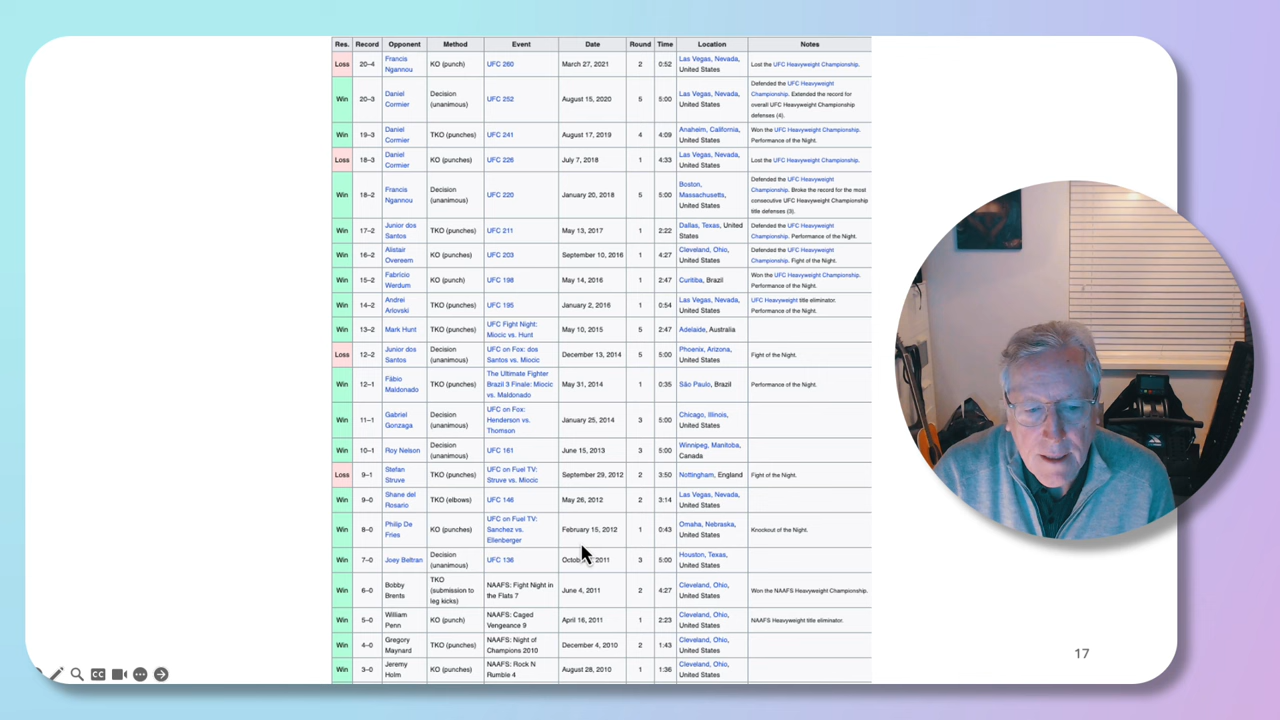 Res. Record Opponent Method Event Date Round Time Location Notes
Loss 20–4 Francis Ngannou KO (punch) UFC 260 March 27, 2021 2 0:52 Las Vegas, Nevada, United States Lost the UFC Heavyweight Championship.
Win 20–3 Daniel Cormier Decision (unanimous) UFC 252 August 15, 2020 5 5:00 Las Vegas, Nevada, United States Defended the UFC Heavyweight Championship. Extended the record for overall UFC Heavyweight Championship defenses (4).
Win 19–3 Daniel Cormier TKO (punches) UFC 241 August 17, 2019 4 4:09 Anaheim, California, United States Won the UFC Heavyweight Championship. Performance of the Night.
Loss 18–3 Daniel Cormier KO (punches) UFC 226 July 7, 2018 1 4:33 Las Vegas, Nevada, United States Lost the UFC Heavyweight Championship.
Win 18–2 Francis Ngannou Decision (unanimous) UFC 220 January 20, 2018 5 5:00 Boston, Massachusetts, United States Defended the UFC Heavyweight Championship. Broke the record for the most consecutive UFC Heavyweight Championship title defenses (3).
Win 17–2 Junior dos Santos TKO (punches) UFC 211 May 13, 2017 1 2:22 Dallas, Texas, United States Defended the UFC Heavyweight Championship. Performance of the Night.
Win 16–2 Alistair Overeem KO (punches) UFC 203 September 10, 2016 1 4:27 Cleveland, Ohio, United States Defended the UFC Heavyweight Championship. Fight of the Night.
Win 15–2 Fabrício Werdum KO (punch) UFC 198 May 14, 2016 1 2:47 Curitiba, Brazil Won the UFC Heavyweight Championship. Performance of the Night.
Win 14–2 Andrei Arlovski TKO (punches) UFC 195 January 2, 2016 1 0:54 Las Vegas, Nevada, United States UFC Heavyweight title eliminator. Performance of the Night.
Win 13–2 Mark Hunt TKO (punches) UFC Fight Night: Miocic vs. Hunt May 10, 2015 5 2:47 Adelaide, Australia
Loss 12–2 Junior dos Santos Decision (unanimous) UFC on Fox: dos Santos vs. Miocic December 13, 2014 5 5:00 Phoenix, Arizona, United States Fight of the Night.
Win 12–1 Fábio Maldonado TKO (punches) The Ultimate Fighter Brazil 3 Finale: Miocic vs. Maldonado May 31, 2014 1 0:35 São Paulo, Brazil Performance of the Night.
Win 11–1 Gabriel Gonzaga Decision (unanimous) UFC on Fox: Henderson vs. Thomson January 25, 2014 3 5:00 Chicago, Illinois, United States
Win 10–1 Roy Nelson Decision (unanimous) UFC 161 June 15, 2013 3 5:00 Winnipeg, Manitoba, Canada
Loss 9–1 Stefan Struve TKO (punches) UFC on Fuel TV: Struve vs. Miocic September 29, 2012 2 3:50 Nottingham, England Fight of the Night.
Win 9–0 Shane del Rosario TKO (elbows) UFC 146 May 26, 2012 2 3:14 Las Vegas, Nevada, United States
Win 8–0 Philip De Fries KO (punches) UFC on Fuel TV: Sanchez vs. Ellenberger February 15, 2012 1 0:43 Omaha, Nebraska, United States Knockout of the Night.
Win 7–0 Joey Beltran Decision (unanimous) UFC 136 2011 3 5:00 Houston, Texas, United States
Win 6–0 Bobby Brents TKO (submission to leg kicks) NAAFS: Fight Night in the Flats 7 June 4, 2011 2 4:27 Cleveland, Ohio, United States Won the NAAFS Heavyweight Championship.
Win 5–0 William Penn KO (punch) NAAFS: Caged Vengeance 9 April 16, 2011 1 2:23 Cleveland, Ohio, United States NAAFS Heavyweight title eliminator.
Win 4–0 Gregory Maynard TKO (punches) NAAFS: Night of Champions 2010 December 4, 2010 2 1:43 Cleveland, Ohio, United States
Win 3–0 Jeremy Holm KO (punches) NAAFS: Rock N Rumble 4 August 28, 2010 1 1:36 Cleveland, Ohio, United States
17
CC